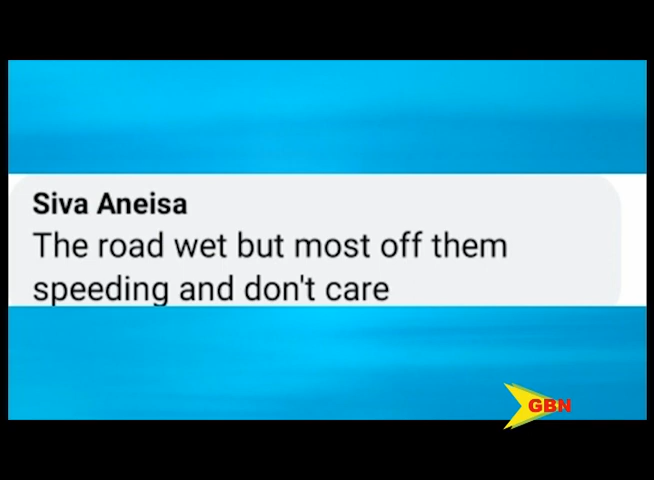 Siva Aneisa
The road wet but most off them
speeding and don't care
GBN